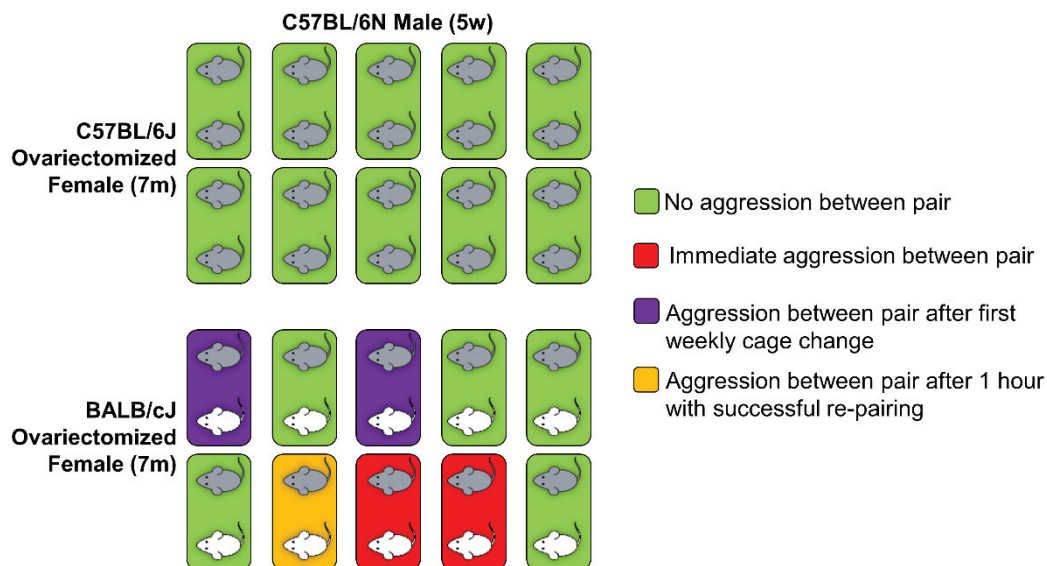 C57BL/6N Male (5w)
C57BL/6J
Ovariectomized
Female (7m)
No aggression between pair
Immediate aggression between pair
Aggression between pair after first
weekly cage change
Aggression between pair after 1 hour
with successful re-pairing
BALB/cJ
Ovariectomized
Female (7m)